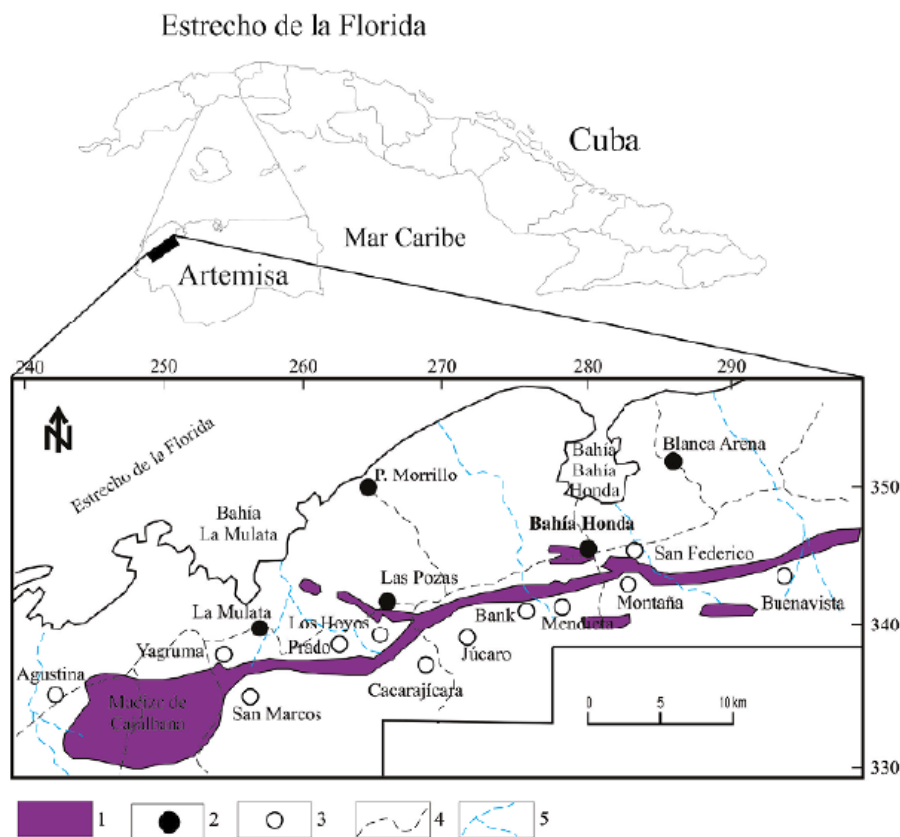 Estrecho de la Florida
Cuba
Mar Caribe
Artemisa
240 250 260 270 280 290
N
Estrecho de la Florida
Bahía
Bahía
Honda
Blanca Arena
P. Morrillo
350
Bahía
La Mulata
Bahía Honda
San Federico
Las Pozas
La Mulata
Los Hoyos
Bank
Montaña
Buenavista
Mendieta
340
Yagruma
Prado
Júcaro
Agustina
Cacarajícara
Macizo de
Cajalbana
San Marcos
0 5 10 km
330
1 2 3 4 5